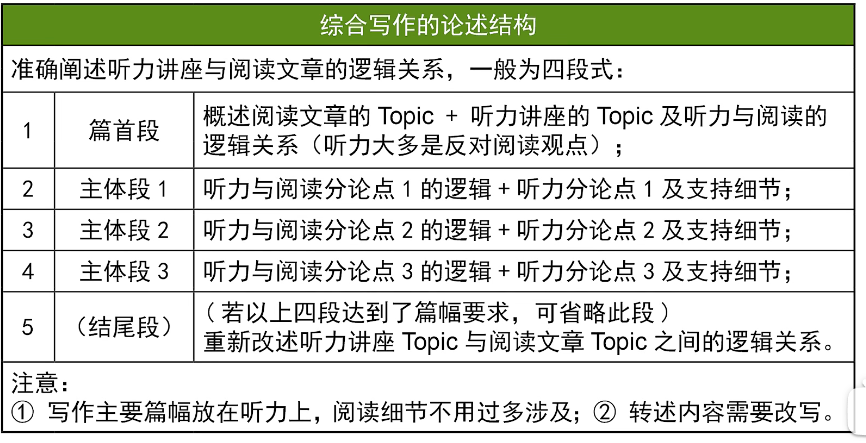 综合写作的论述结构
准确阐述听力讲座与阅读文章的逻辑关系，一般为四段式：
1 篇首段 概述阅读文章的 Topic + 听力讲座的 Topic 及听力与阅读的
逻辑关系（听力大多是反对阅读观点）；
2 主体段 1 听力与阅读分论点 1 的逻辑+听力分论点 1 及支持细节；
3 主体段 2 听力与阅读分论点 2 的逻辑+听力分论点 2 及支持细节；
4 主体段 3 听力与阅读分论点 3 的逻辑+听力分论点 3 及支持细节；
5 （结尾段） （若以上四段达到了篇幅要求，可省略此段）
重新改述听力讲座 Topic 与阅读文章 Topic 之间的逻辑关系。
注意：
① 写作主要篇幅放在听力上，阅读细节不用过多涉及；② 转述内容需要改写。